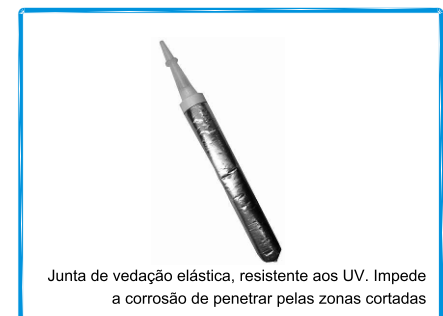 Junta de vedação elástica, resistente aos UV. Impede
a corrosão de penetrar pelas zonas cortadas